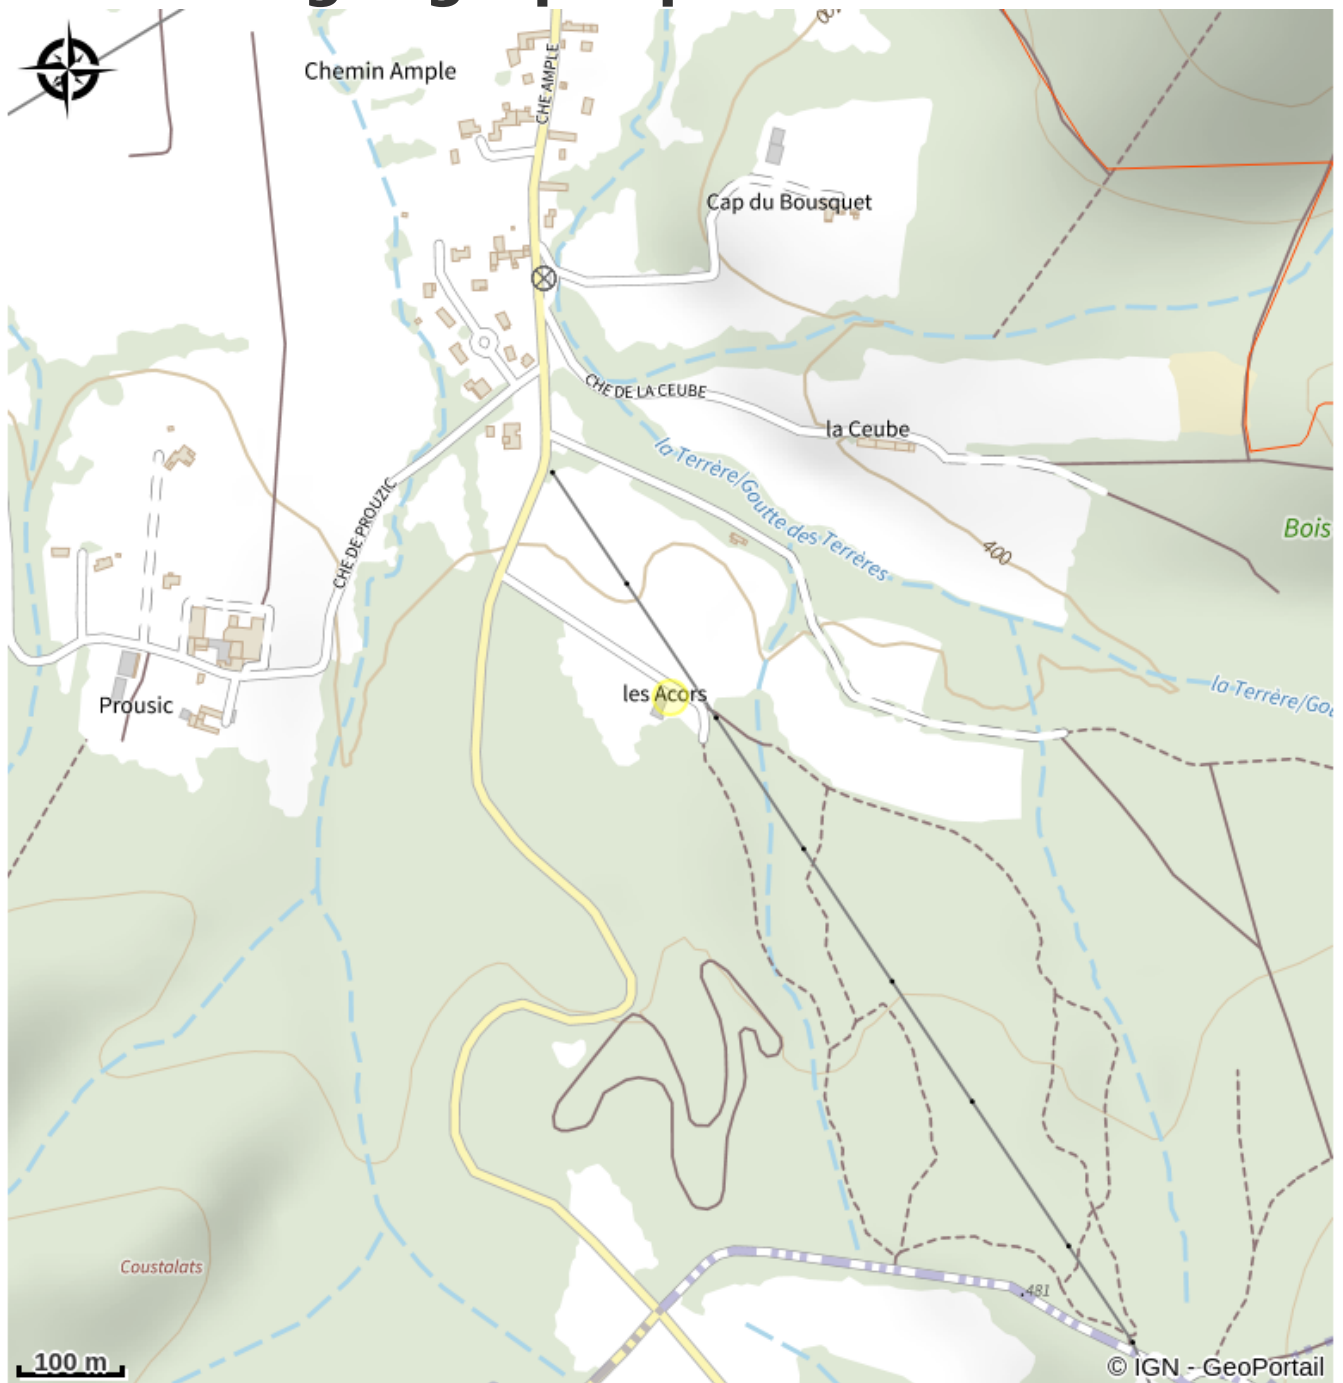 Chemin Ample
CHE AMPLE
Cap du Bousquet
CHE DE LA CEUBE
la Ceube
la Terrère/Goutte des Terrères
CHE DE PROUZIC
400
Bois
les Acors
Prousic
la Terrère/Gou
Coustalats
481
100 m
© IGN - GeoPortail